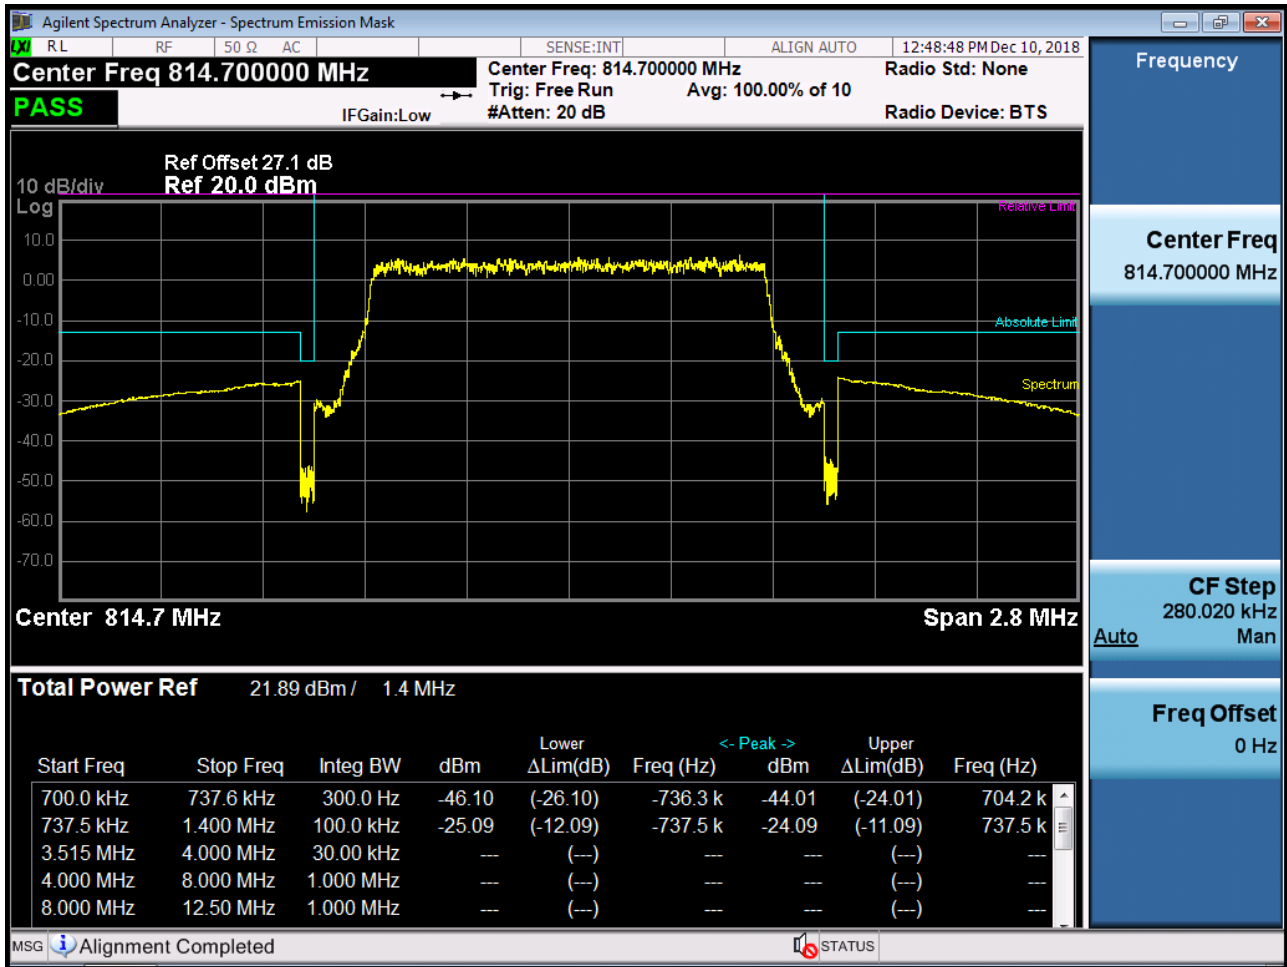 Agilent Spectrum Analyzer - Spectrum Emission Mask
LXI RL RF 50 Ω AC SENSE:INT ALIGN AUTO 12:48:48 PM Dec 10, 2018
Center Freq 814.700000 MHz
Center Freq: 814.700000 MHz
Radio Std: None
Trig: Free Run
Avg: 100.00% of 10
PASS
IFGain:Low
#Atten: 20 dB
Radio Device: BTS
Ref Offset 27.1 dB
10 dB/div Ref 20.0 dBm
Log
Relative Limit
10.0
0.00
-10.0
Absolute Limit
-20.0
Spectrum
-30.0
-40.0
-50.0
-60.0
-70.0
Center 814.7 MHz Span 2.8 MHz
Total Power Ref 21.89 dBm / 1.4 MHz
Lower <- Peak -> Upper
Start Freq Stop Freq Integ BW dBm ΔLim(dB) Freq (Hz) dBm ΔLim(dB) Freq (Hz)
700.0 kHz 737.6 kHz 300.0 Hz -46.10 (-26.10) -736.3 k -44.01 (-24.01) 704.2 k
737.5 kHz 1.400 MHz 100.0 kHz -25.09 (-12.09) -737.5 k -24.09 (-11.09) 737.5 k
3.515 MHz 4.000 MHz 30.00 kHz --- (---) --- --- (---) ---
4.000 MHz 8.000 MHz 1.000 MHz --- (---) --- --- (---) ---
8.000 MHz 12.50 MHz 1.000 MHz --- (---) --- --- (---) ---
MSG Alignment Completed STATUS
Frequency
Center Freq
814.700000 MHz
CF Step
280.020 kHz
Auto Man
Freq Offset
0 Hz